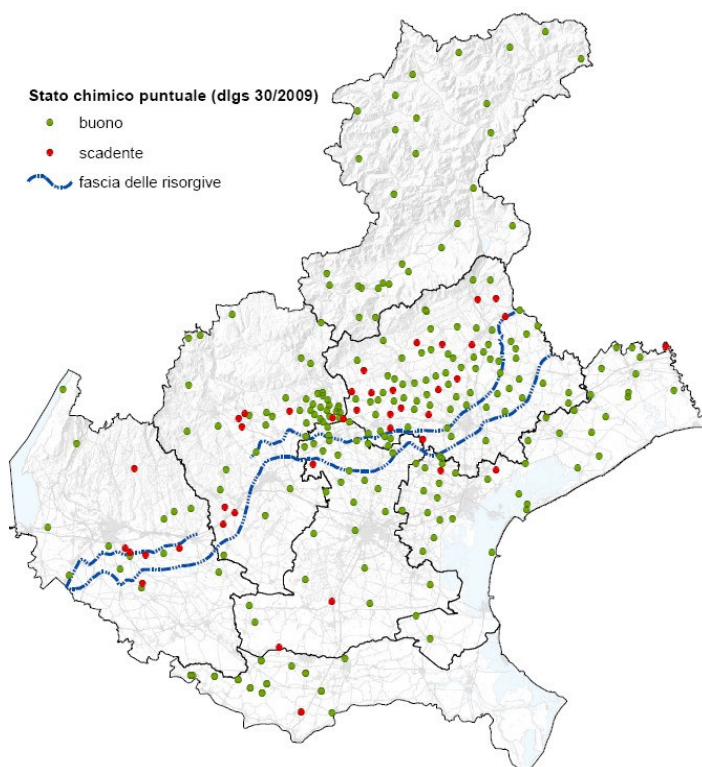 Stato chimico puntuale (dlgs 30/2009)
buono
scadente
fascia delle risorgive